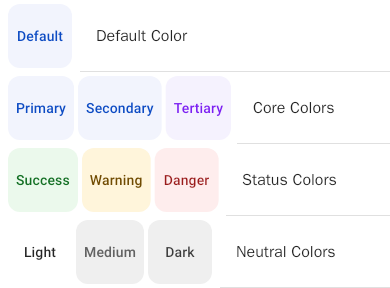 Default Default Color
Primary Secondary Tertiary Core Colors
Success Warning Danger Status Colors
Light Medium Dark Neutral Colors